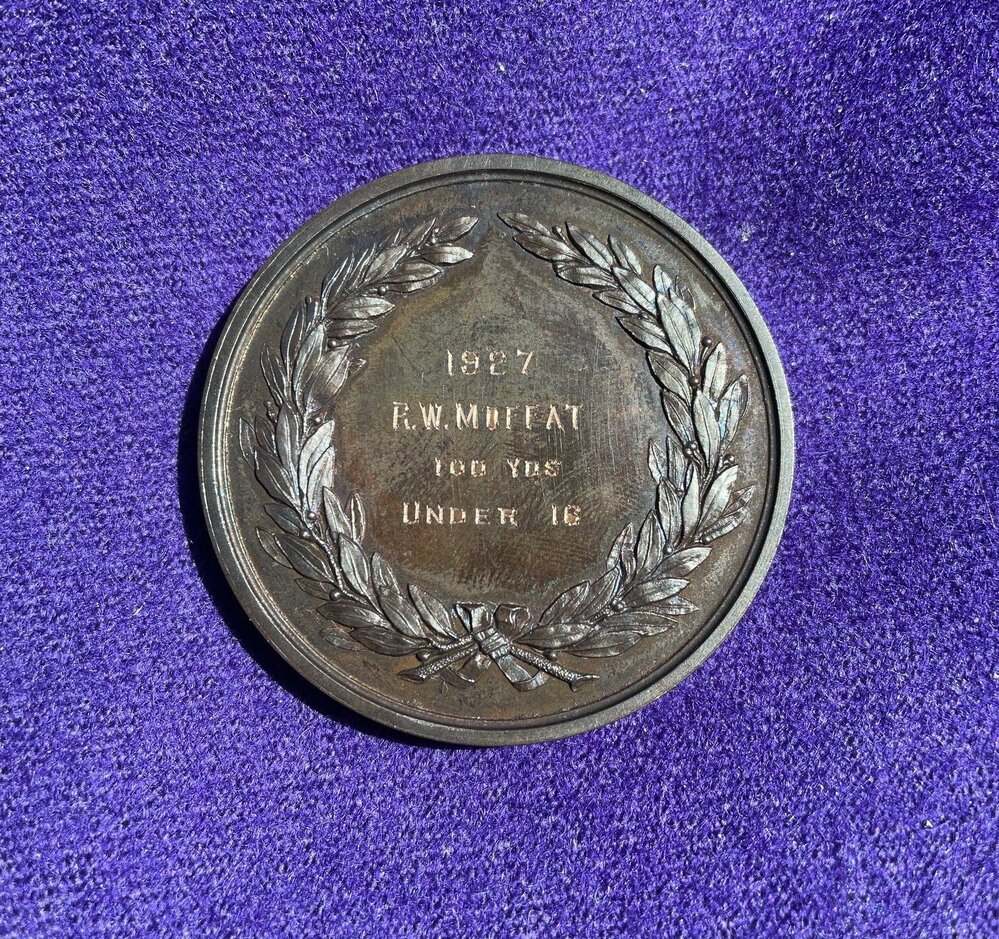 1927
R.W. MOFFAT
100 YDS
UNDER 16